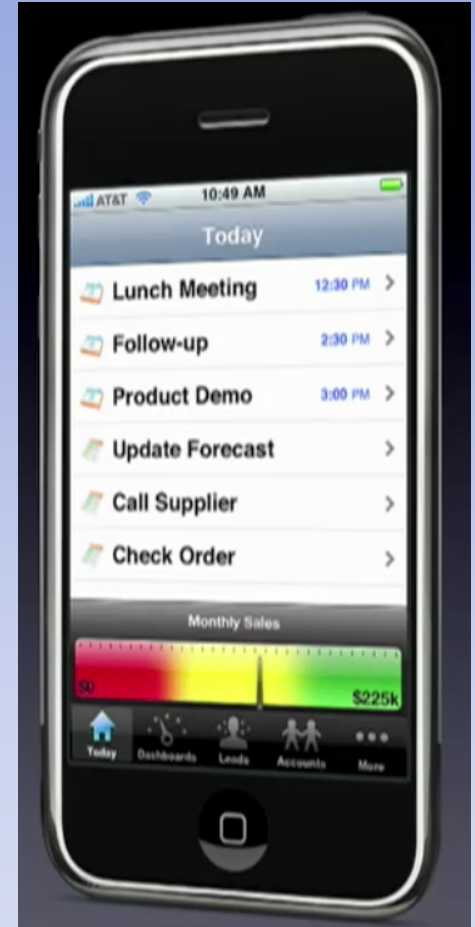 AT&T 10:49 AM
Today
Lunch Meeting 12:30 PM
Follow-up 2:30 PM
Product Demo 3:00 PM
Update Forecast
Call Supplier
Check Order
Monthly Sales
$0 $225k
Today Dashboards Leads Accounts More